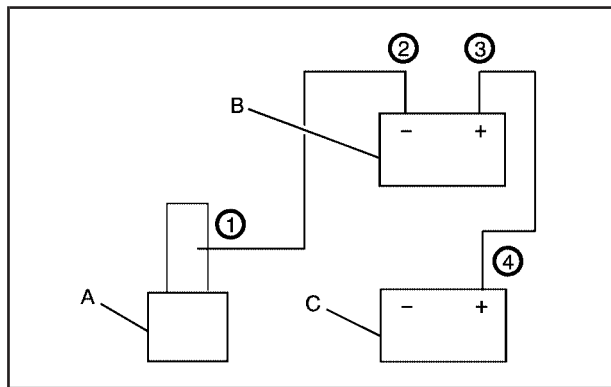 ② ③
B
− +
①
④
A
C
− +